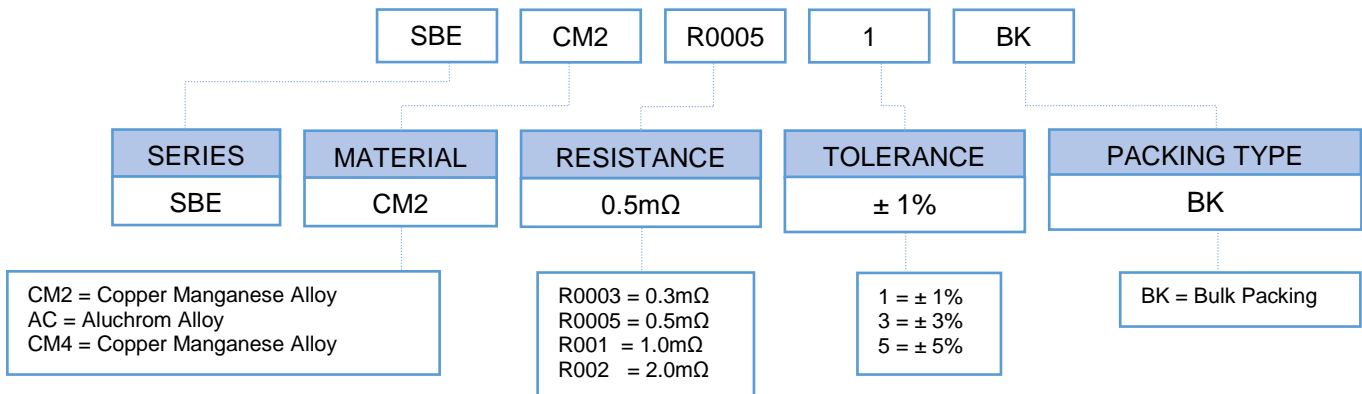 SBE CM2 R0005 1 BK
SERIES MATERIAL RESISTANCE TOLERANCE PACKING TYPE
SBE CM2 0.5mΩ ± 1% BK
CM2 = Copper Manganese Alloy
AC = Aluchrom Alloy
CM4 = Copper Manganese Alloy
R0003 = 0.3mΩ
R0005 = 0.5mΩ
R001 = 1.0mΩ
R002 = 2.0mΩ
1 = ± 1%
3 = ± 3%
5 = ± 5%
BK = Bulk Packing